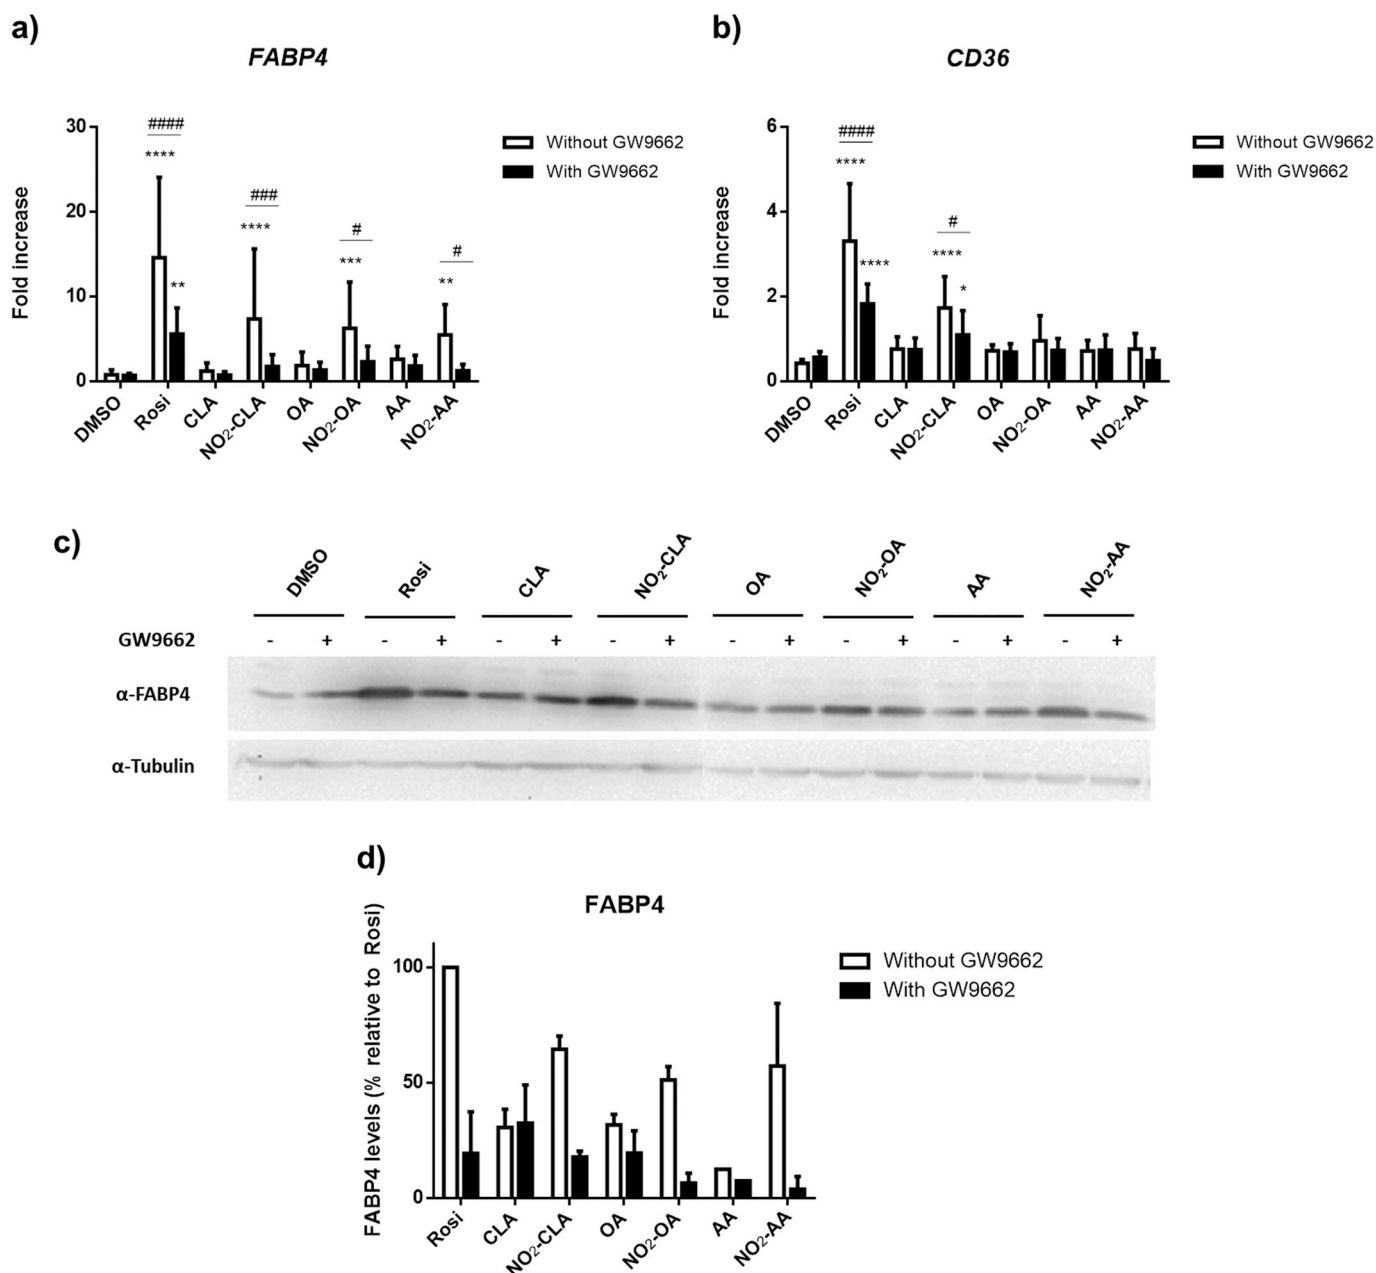 a)
FABP4
30
20
10
0
Fold increase
####
****
**
###
****
#
***
#
**
Without GW9662
With GW9662
DMSO
Rosi
CLA
NO2-CLA
OA
NO2-OA
AA
NO2-AA
b)
CD36
6
4
2
0
Fold increase
####
****
****
#
****
*
Without GW9662
With GW9662
DMSO
Rosi
CLA
NO2-CLA
OA
NO2-OA
AA
NO2-AA
c)
DMSO
Rosi
CLA
NO2-CLA
OA
NO2-OA
AA
NO2-AA
GW9662 - + - + - + - + - + - + - + - +
α-FABP4
α-Tubulin
d)
FABP4
FABP4 levels (% relative to Rosi)
100
50
0
Without GW9662
With GW9662
Rosi
CLA
NO2-CLA
OA
NO2-OA
AA
NO2-AA